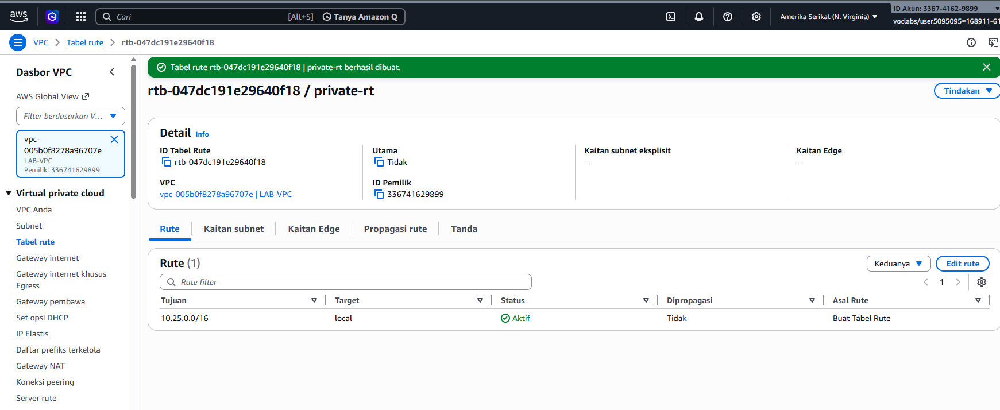 aws
Cari
[Alt+S]
Tanya Amazon Q
Amerika Serikat (N. Virginia)
ID Akun: 3367-4162-9899
voclabs/user5095095=168911-61
VPC
Tabel rute
rtb-047dc191e29640f18
Dasbor VPC
AWS Global View
Filter berdasarkan V...
vpc-
005b0f8278a96707e
LAB-VPC
Pemilik: 336741629899
Virtual private cloud
VPC Anda
Subnet
Tabel rute
Gateway internet
Gateway internet khusus
Egress
Gateway pembawa
Set opsi DHCP
IP Elastis
Daftar prefiks terkelola
Gateway NAT
Koneksi peering
Server rute
Tabel rute rtb-047dc191e29640f18 | private-rt berhasil dibuat.
rtb-047dc191e29640f18 / private-rt
Tindakan
Detail Info
ID Tabel Rute
rtb-047dc191e29640f18
Utama
Tidak
Kaitan subnet eksplisit
–
Kaitan Edge
–
VPC
vpc-005b0f8278a96707e | LAB-VPC
ID Pemilik
336741629899
Rute
Kaitan subnet
Kaitan Edge
Propagasi rute
Tanda
Rute (1)
Keduanya
Edit rute
Rute filter
1
Tujuan
Target
Status
Dipropagasi
Asal Rute
10.25.0.0/16
local
Aktif
Tidak
Buat Tabel Rute